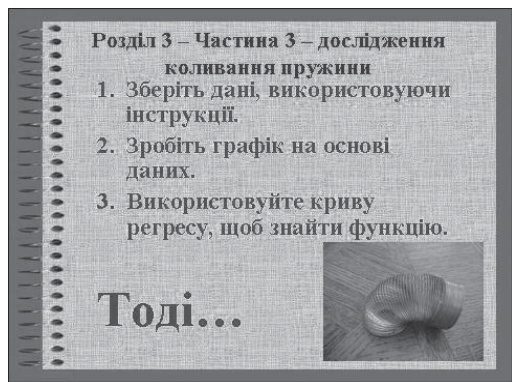 Розділ 3 – Частина 3 – дослідження
коливання пружини
1. Зберіть дані, використовуючи
інструкції.
2. Зробіть графік на основі
даних.
3. Використовуйте криву
регресу, щоб знайти функцію.
Тоді...